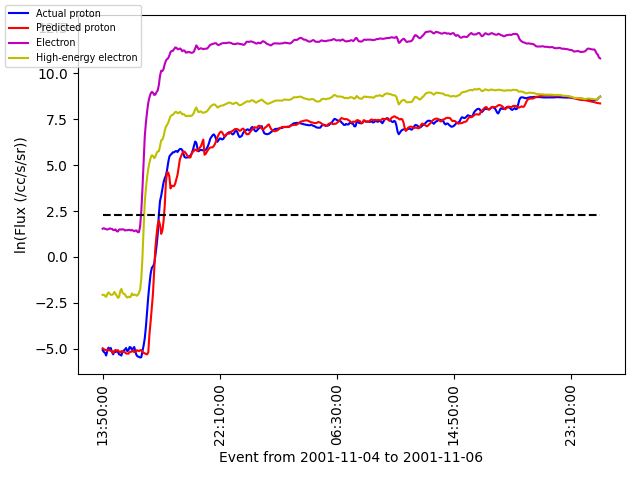 Actual proton
Predicted proton
Electron
High-energy electron
10.0
7.5
5.0
2.5
0.0
−2.5
−5.0
ln(Flux (/cc/s/sr))
13:50:00
22:10:00
06:30:00
14:50:00
23:10:00
Event from 2001-11-04 to 2001-11-06